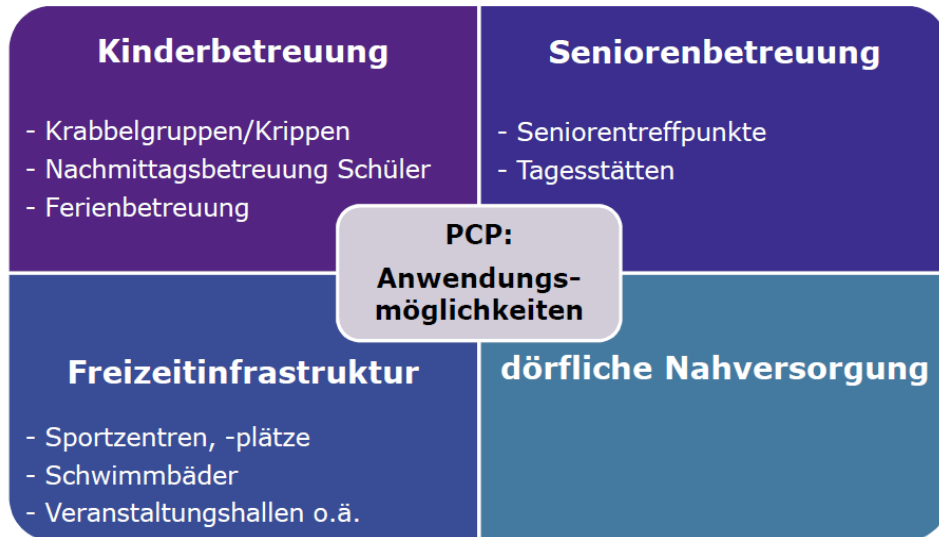 Kinderbetreuung
- Krabbelgruppen/Krippen
- Nachmittagsbetreuung Schüler
- Ferienbetreuung
Seniorenbetreuung
- Seniorentreffpunkte
- Tagesstätten
PCP:
Anwendungs-
möglichkeiten
Freizeitinfrastruktur
- Sportzentren, -plätze
- Schwimmbäder
- Veranstaltungshallen o.ä.
dörfliche Nahversorgung